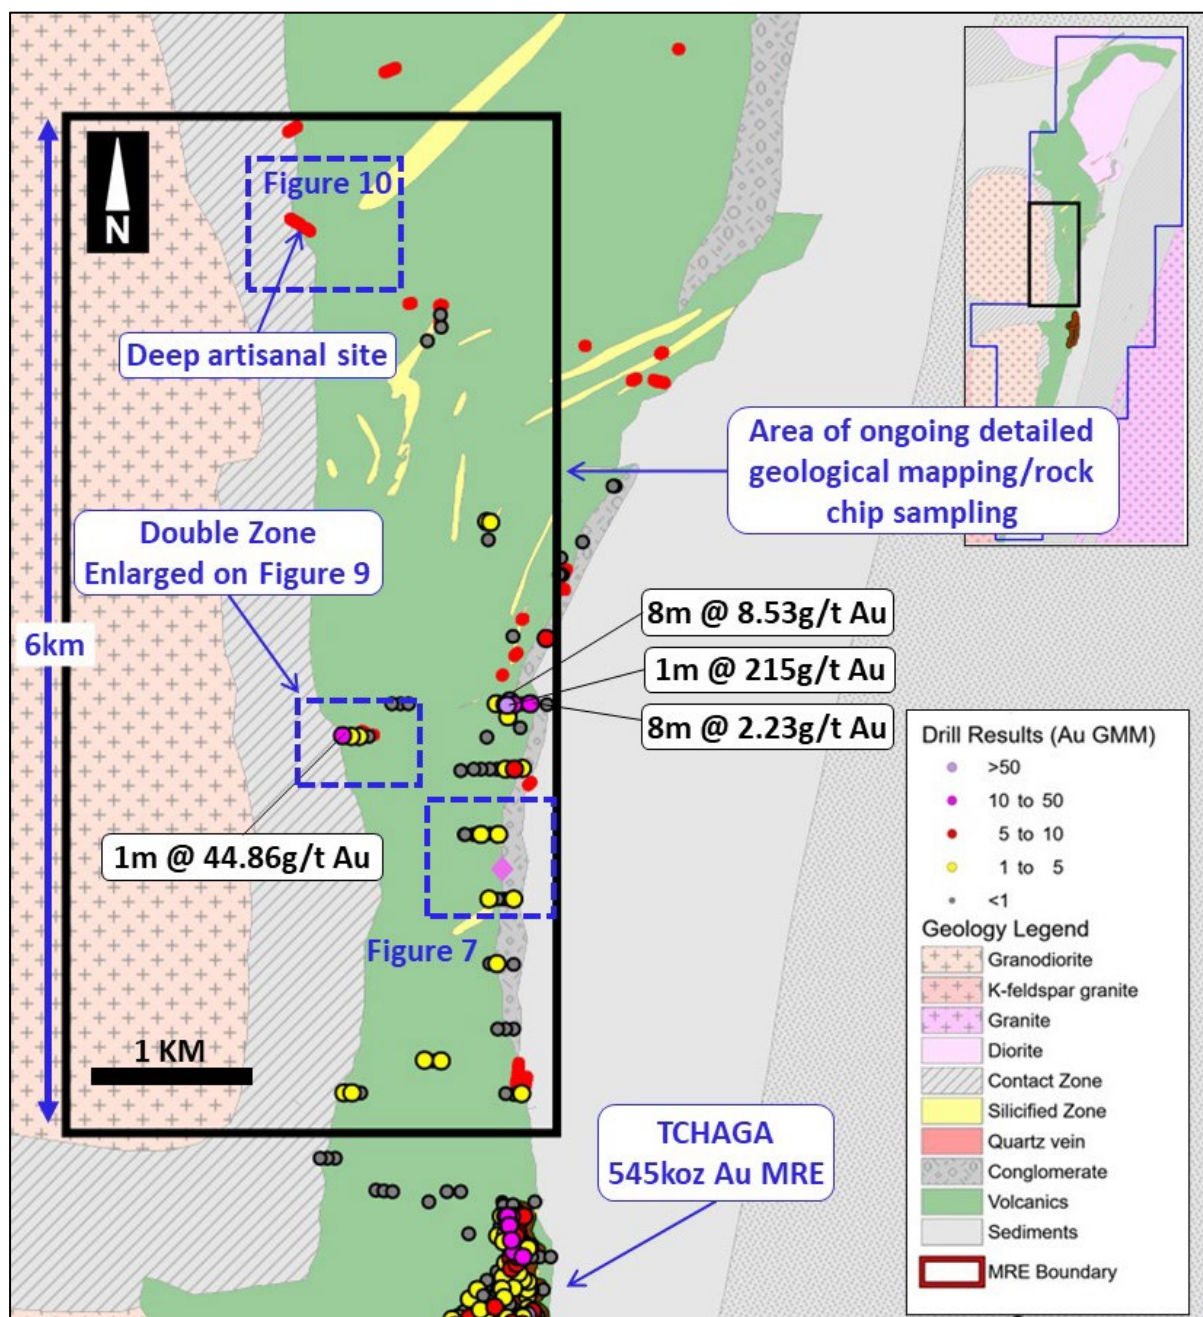 Figure 10
N
Deep artisanal site
Area of ongoing detailed
geological mapping/rock
chip sampling
Double Zone
Enlarged on Figure 9
6km
8m @ 8.53g/t Au
1m @ 215g/t Au
8m @ 2.23g/t Au
1m @ 44.86g/t Au
Figure 7
1 KM
TCHAGA
545koz Au MRE
Drill Results (Au GMM)
>50
10 to 50
5 to 10
1 to 5
<1
Geology Legend
Granodiorite
K-feldspar granite
Granite
Diorite
Contact Zone
Silicified Zone
Quartz vein
Conglomerate
Volcanics
Sediments
MRE Boundary